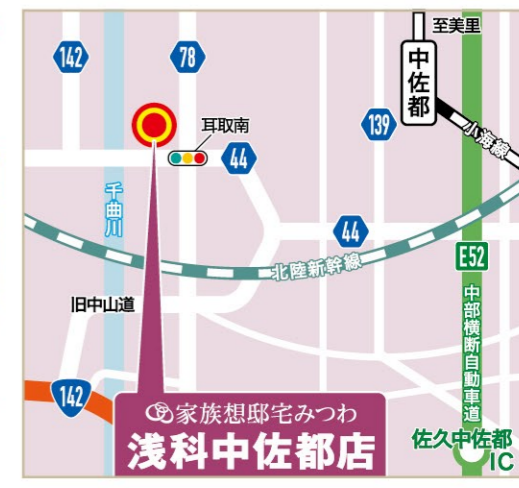 至美里
中佐都
142
78
耳取南
139
小海線
44
千曲川
44
E52
北陸新幹線
中部横断自動車道
旧中山道
142
家族想邸宅みつわ
浅科中佐都店
佐久中佐都
IC